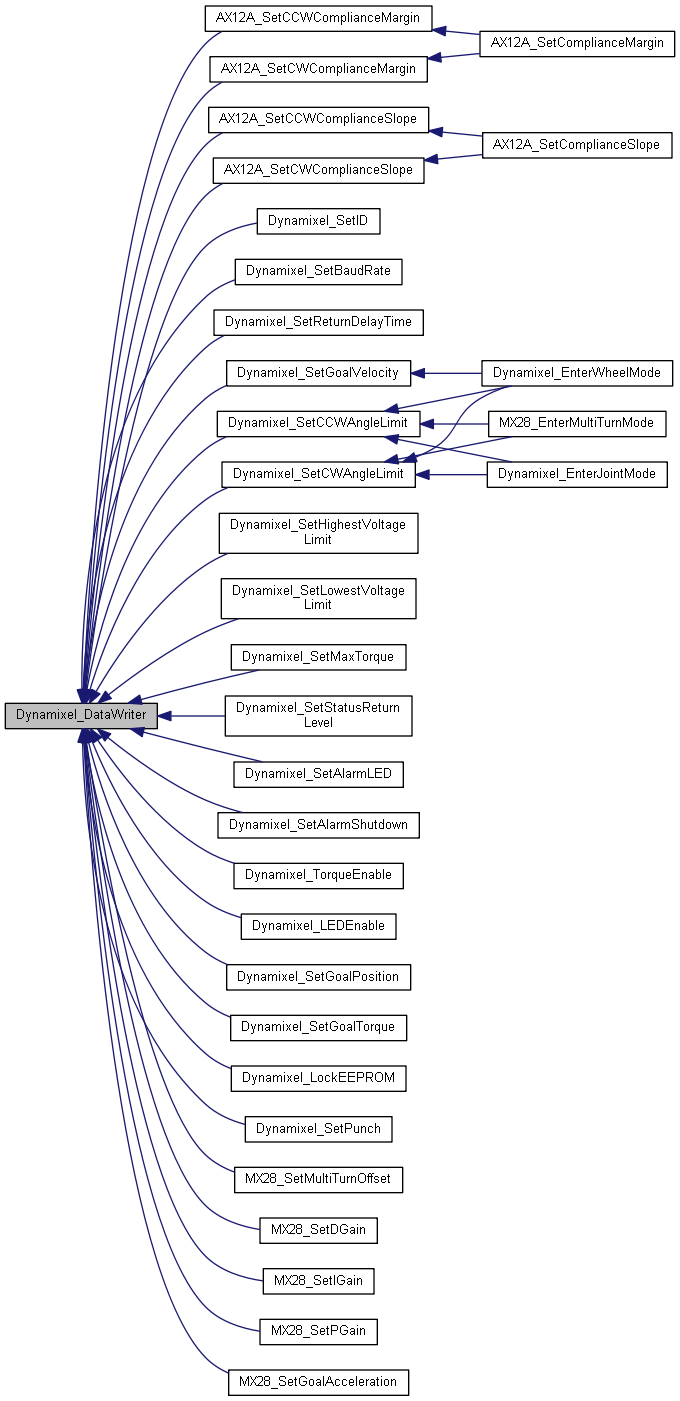 AX12A_SetCCWComplianceMargin
AX12A_SetComplianceMargin
AX12A_SetCWComplianceMargin
AX12A_SetCCWComplianceSlope
AX12A_SetComplianceSlope
AX12A_SetCWComplianceSlope
Dynamixel_SetID
Dynamixel_SetBaudRate
Dynamixel_SetReturnDelayTime
Dynamixel_SetGoalVelocity
Dynamixel_EnterWheelMode
Dynamixel_SetCCWAngleLimit
MX28_EnterMultiTurnMode
Dynamixel_SetCWAngleLimit
Dynamixel_EnterJointMode
Dynamixel_SetHighestVoltage
Limit
Dynamixel_SetLowestVoltage
Limit
Dynamixel_SetMaxTorque
Dynamixel_DataWriter
Dynamixel_SetStatusReturn
Level
Dynamixel_SetAlarmLED
Dynamixel_SetAlarmShutdown
Dynamixel_TorqueEnable
Dynamixel_LEDEnable
Dynamixel_SetGoalPosition
Dynamixel_SetGoalTorque
Dynamixel_LockEEPROM
Dynamixel_SetPunch
MX28_SetMultiTurnOffset
MX28_SetDGain
MX28_SetIGain
MX28_SetPGain
MX28_SetGoalAcceleration